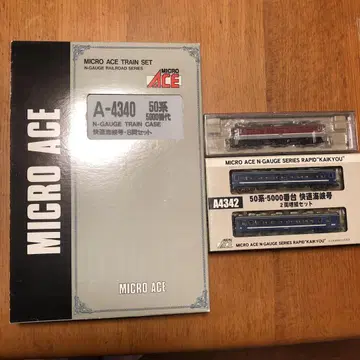 MICRO ACE
MICRO ACE TRAIN SET
N-GAUGE RAILROAD SERIES
MICRO
ACE
A-4340
50系
5000番代
N-GAUGE TRAIN CASE
快速海峡号・8両セット
MICRO ACE
MICRO ACE N-GAUGE SERIES RAPID "KAIKYOU"
A4342
50系-5000番台 快速海峡号
2両増結セット
MICRO ACE N-GAUGE SERIES RAPID "KAIKYOU"